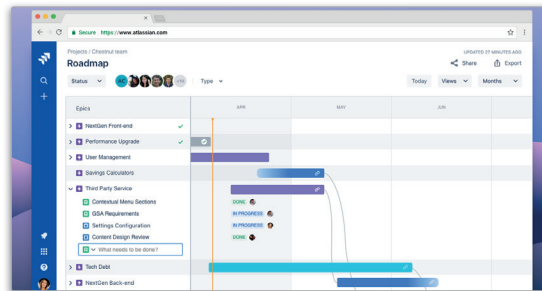 Secure https://www.atlassian.com
Projects / Chestnut team
UPDATED 27 MINUTES AGO
Roadmap
Share
Export
Status
AC
Type
Today
Views
Months
Epics
APR
MAY
JUN
NextGen Front-end
Performance Upgrade
User Management
Savings Calculators
Third Party Service
Contextual Menu Sections
DONE
GSA Requirements
IN PROGRESS
Settings Configuration
IN PROGRESS
Content Design Review
DONE
What needs to be done?
Tech Debt
NextGen Back-end